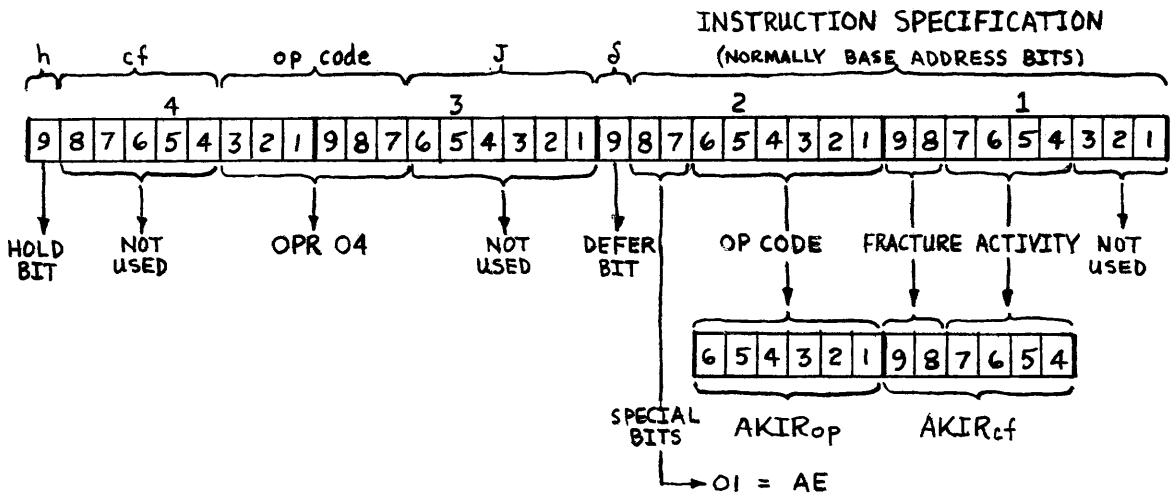 INSTRUCTION SPECIFICATION
h cf op code J δ (NORMALLY BASE ADDRESS BITS)
4 3 2 1
9 8 7 6 5 4 3 2 1 9 8 7 6 5 4 3 2 1 9 8 7 6 5 4 3 2 1 9 8 7 6 5 4 3 2 1
HOLD BIT
NOT USED
OPR 04
NOT USED
DEFER BIT
OP CODE
FRACTURE
ACTIVITY
NOT USED
6 5 4 3 2 1 9 8 7 6 5 4
SPECIAL BITS
AKIRop
AKIRcf
01 = AE